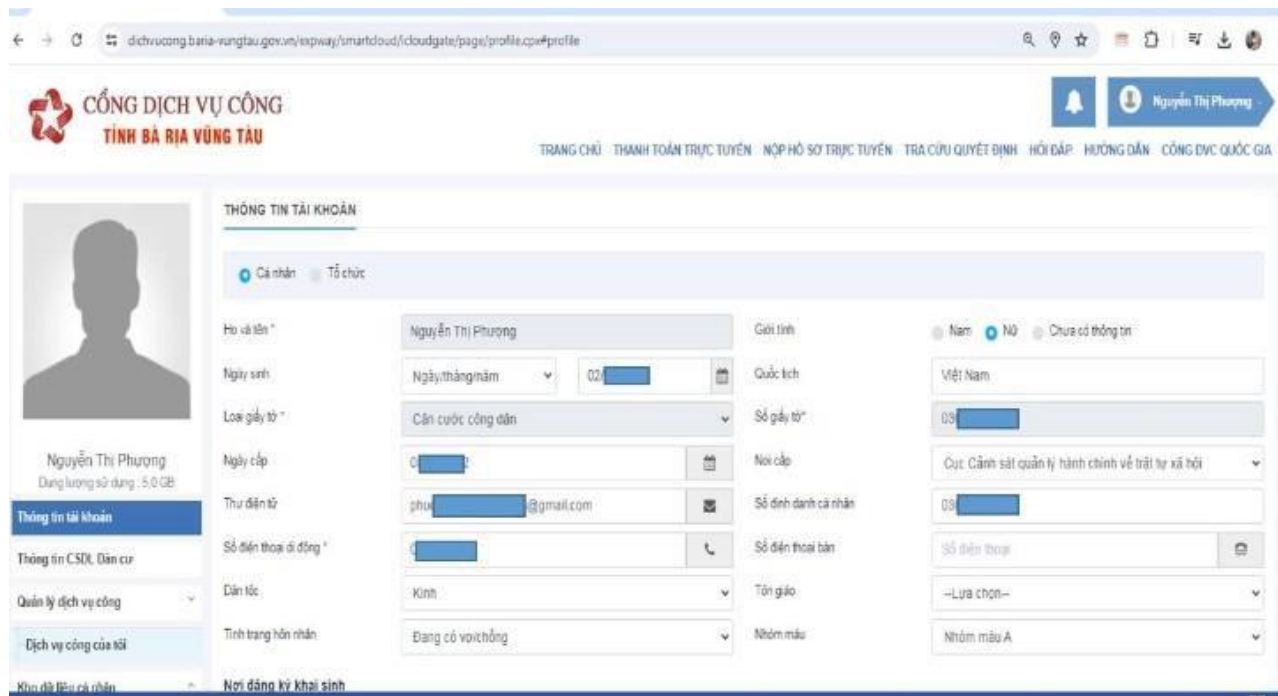 dichvucong.baria-vungtau.gov.vn/expway/smartcloud/icloudgate/page/profile.cpx#profile
CỔNG DỊCH VỤ CÔNG
TỈNH BÀ RỊA VŨNG TÀU
Nguyễn Thị Phượng
TRANG CHỦ THANH TOÁN TRỰC TUYẾN NỘP HỒ SƠ TRỰC TUYẾN TRA CỨU QUYẾT ĐỊNH HỎI ĐÁP HƯỚNG DẪN CỔNG DVC QUỐC GIA
THÔNG TIN TÀI KHOẢN
Cá nhân Tổ chức
Họ và tên * Nguyễn Thị Phượng Giới tính Nam Nữ Chưa có thông tin
Ngày sinh Ngày/tháng/năm 02/ Quốc tịch Việt Nam
Loại giấy tờ * Căn cước công dân Số giấy tờ* 03
Nguyễn Thị Phượng
Dung lượng sử dụng : 5.0 GB
Ngày cấp 0 2 Nơi cấp Cục Cảnh sát quản lý hành chính về trật tự xã hội
Thư điện tử phu @gmail.com Số định danh cá nhân 03
Thông tin tài khoản
Số điện thoại di động * Số điện thoại bàn Số điện thoại
Thông tin CSDL Dân cư
Dân tộc Kinh Tôn giáo --Lựa chọn--
Quản lý dịch vụ công
Tình trạng hôn nhân Đang có vợ/chồng Nhóm máu Nhóm máu A
Dịch vụ công của tôi
Kho dữ liệu cá nhân
Nơi đăng ký khai sinh